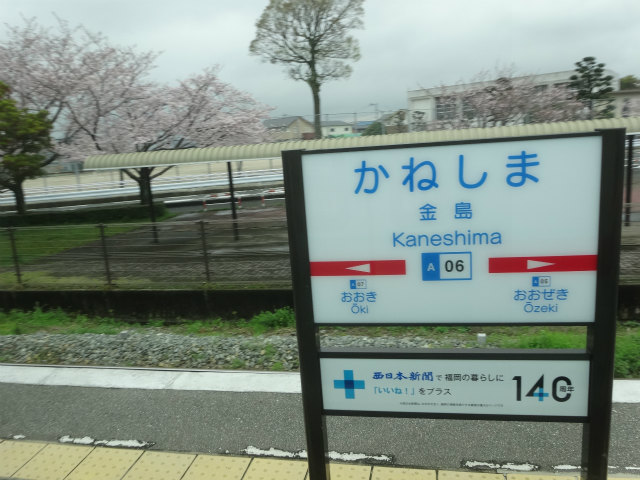 かねしま
金島
Kaneshima
A 06
A 07
おおき
Ōki
おおぜき
Ōzeki
西日本新聞で福岡の暮らしに
「いいね!」をプラス
140周年